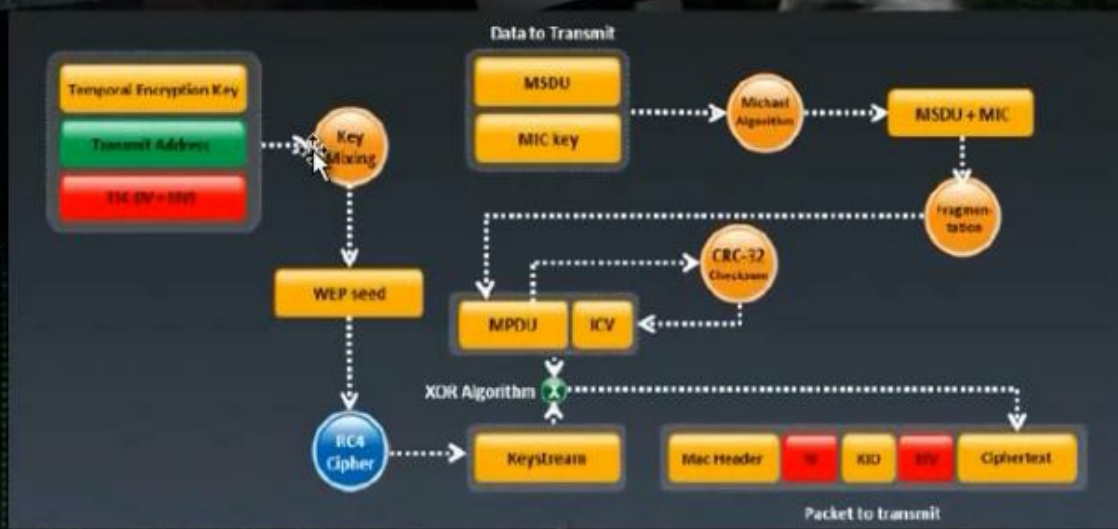 Data to Transmit
Temporal Encryption Key
Transmit Address
Key
Mixing
MSDU
MIC key
Michael
Algorithm
MSDU + MIC
Fragmen-
tation
WEP seed
CRC-32
Checksum
MPDU
ICV
XOR Algorithm
X
RC4
Cipher
Keystream
Mac Header
IV
KID
EIV
Ciphertext
Packet to transmit